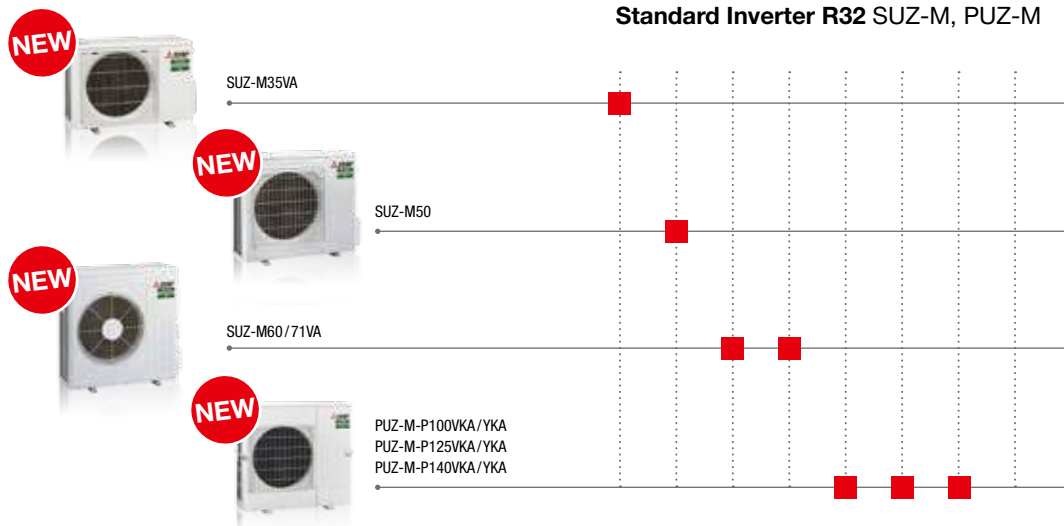 Standard Inverter R32 SUZ-M, PUZ-M
NEW
SUZ-M35VA
NEW
SUZ-M50
NEW
SUZ-M60/71VA
NEW
PUZ-M-P100VKA/YKA
PUZ-M-P125VKA/YKA
PUZ-M-P140VKA/YKA